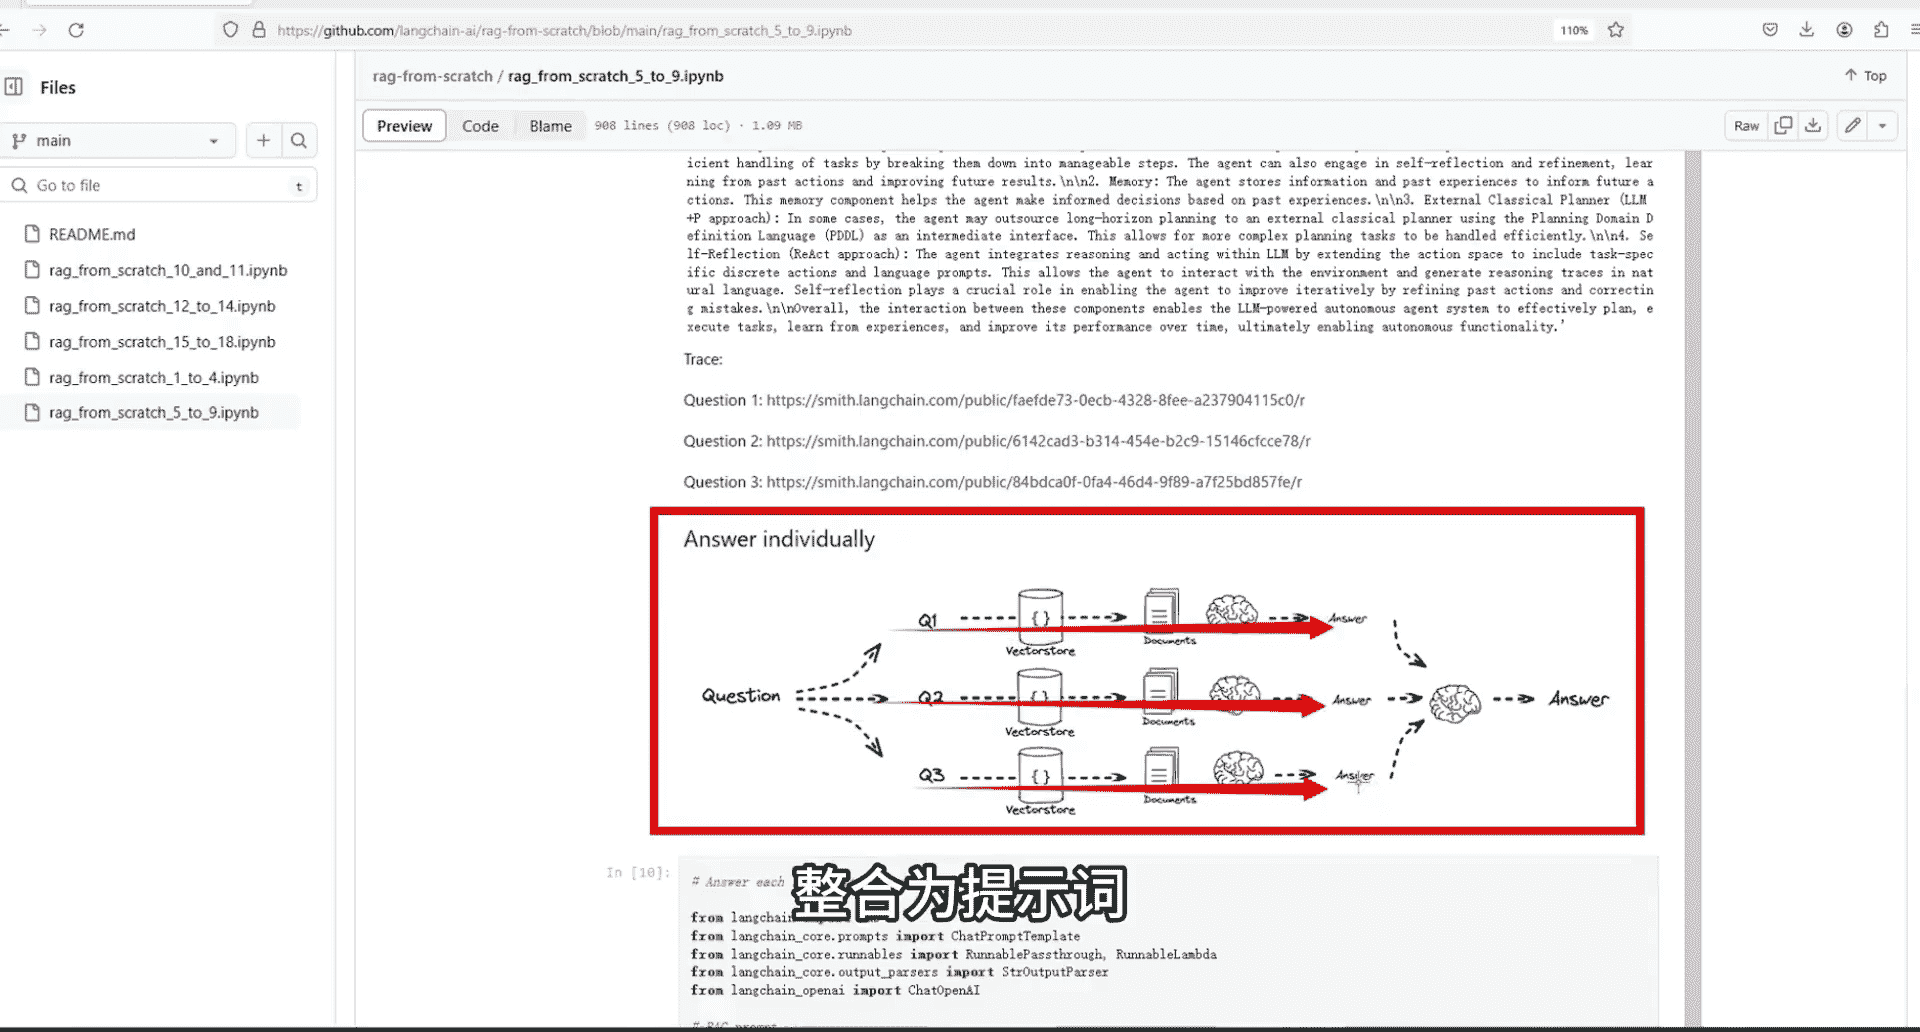 https://github.com/langchain-ai/rag-from-scratch/blob/main/rag_from_scratch_5_to_9.ipynb
110%
Files
main
Go to file
t
README.md
rag_from_scratch_10_and_11.ipynb
rag_from_scratch_12_to_14.ipynb
rag_from_scratch_15_to_18.ipynb
rag_from_scratch_1_to_4.ipynb
rag_from_scratch_5_to_9.ipynb
rag-from-scratch / rag_from_scratch_5_to_9.ipynb
Top
Preview Code Blame 908 lines (908 loc) · 1.09 MB
Raw
icient handling of tasks by breaking them down into manageable steps. The agent can also engage in self-reflection and refinement, lear
ning from past actions and improving future results.\n\n2. Memory: The agent stores information and past experiences to inform future a
ctions. This memory component helps the agent make informed decisions based on past experiences.\n\n3. External Classical Planner (LLM
+P approach): In some cases, the agent may outsource long-horizon planning to an external classical planner using the Planning Domain D
efinition Language (PDDL) as an intermediate interface. This allows for more complex planning tasks to be handled efficiently.\n\n4. Se
lf-Reflection (ReAct approach): The agent integrates reasoning and acting within LLM by extending the action space to include task-spec
ific discrete actions and language prompts. This allows the agent to interact with the environment and generate reasoning traces in nat
ural language. Self-reflection plays a crucial role in enabling the agent to improve iteratively by refining past actions and correctin
g mistakes.\n\nOverall, the interaction between these components enables the LLM-powered autonomous agent system to effectively plan, e
xecute tasks, learn from experiences, and improve its performance over time, ultimately enabling autonomous functionality.'
Trace:
Question 1: https://smith.langchain.com/public/faefde73-0ecb-4328-8fee-a237904115c0/r
Question 2: https://smith.langchain.com/public/6142cad3-b314-454e-b2c9-15146cfcce78/r
Question 3: https://smith.langchain.com/public/84bdca0f-0fa4-46d4-9f89-a7f25bd857fe/r
Answer individually
Q1 { } Answer
Vectorstore Documents
Question Q2 { } Answer Answer
Vectorstore Documents
Q3 { } Answer
Vectorstore Documents
In [10]:
# Answer each
整合为提示词
from langchain
from langchain_core.prompts import ChatPromptTemplate
from langchain_core.runnables import RunnablePassthrough, RunnableLambda
from langchain_core.output_parsers import StrOutputParser
from langchain_openai import ChatOpenAI